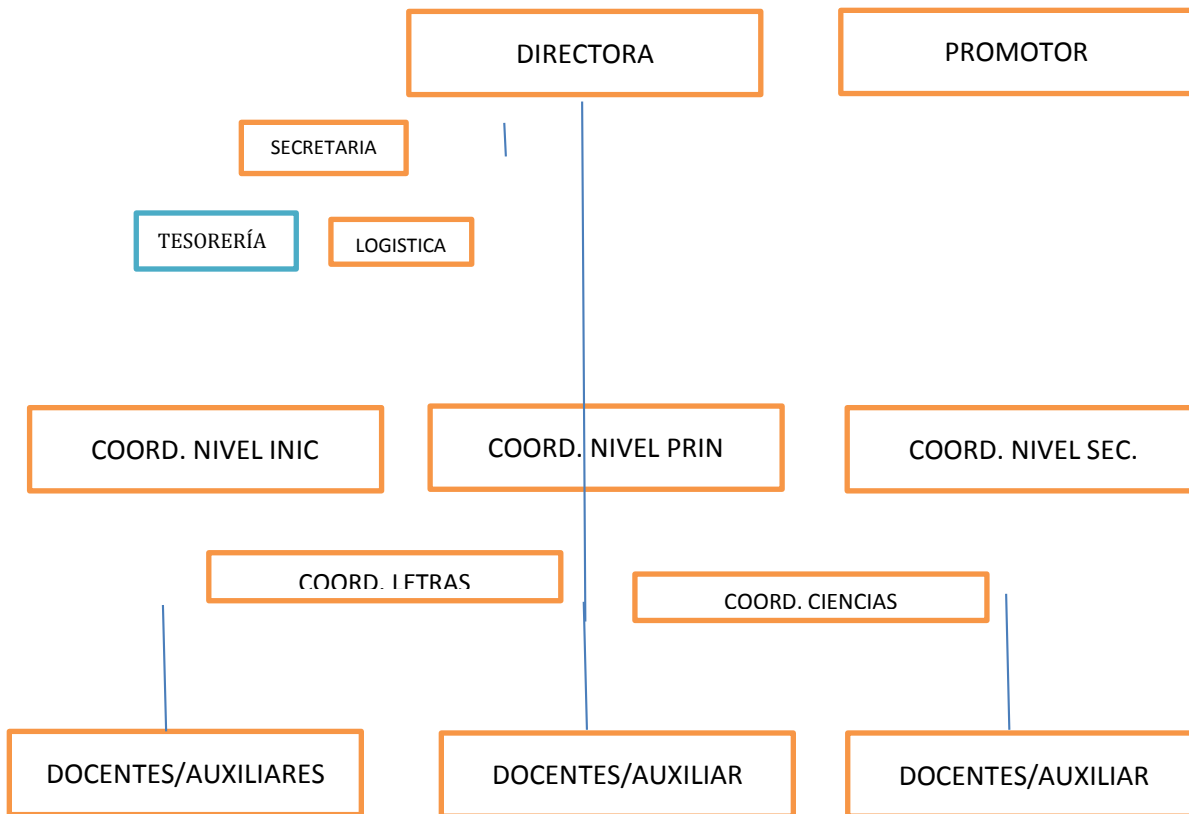 DIRECTORA
PROMOTOR
SECRETARIA
TESORERÍA
LOGISTICA
COORD. NIVEL INIC
COORD. NIVEL PRIN
COORD. NIVEL SEC.
COORD. LETRAS
COORD. CIENCIAS
DOCENTES/AUXILIARES
DOCENTES/AUXILIAR
DOCENTES/AUXILIAR